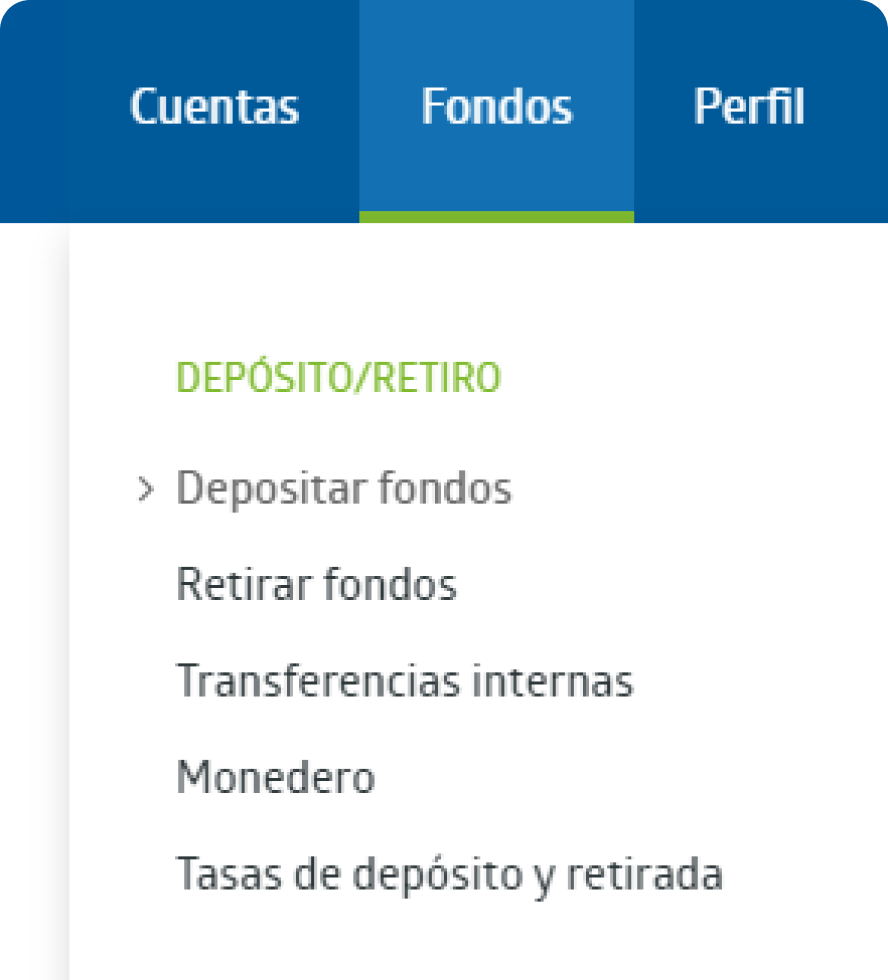 Cuentas Fondos Perfil
DEPÓSITO/RETIRO
Depositar fondos
Retirar fondos
Transferencias internas
Monedero
Tasas de depósito y retirada